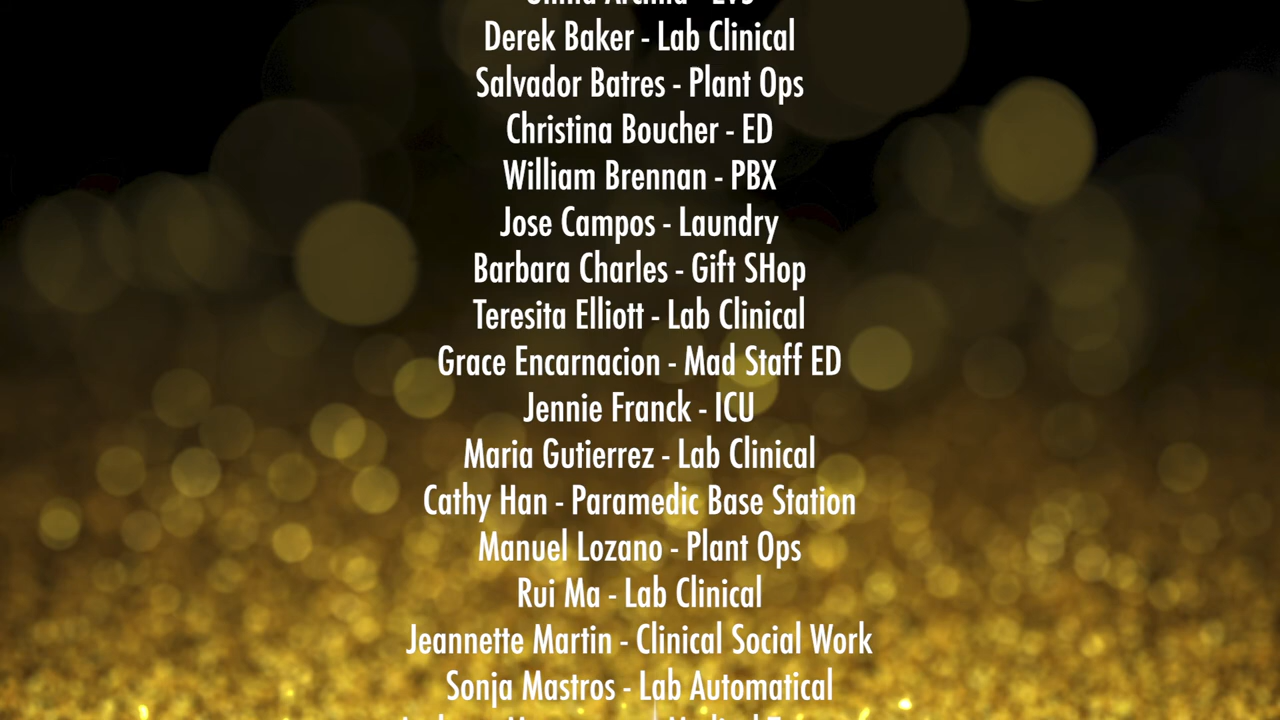 Derek Baker - Lab Clinical
Salvador Batres - Plant Ops
Christina Boucher - ED
William Brennan - PBX
Jose Campos - Laundry
Barbara Charles - Gift SHop
Teresita Elliott - Lab Clinical
Grace Encarnacion - Mad Staff ED
Jennie Franck - ICU
Maria Gutierrez - Lab Clinical
Cathy Han - Paramedic Base Station
Manuel Lozano - Plant Ops
Rui Ma - Lab Clinical
Jeannette Martin - Clinical Social Work
Sonja Mastros - Lab Automatical